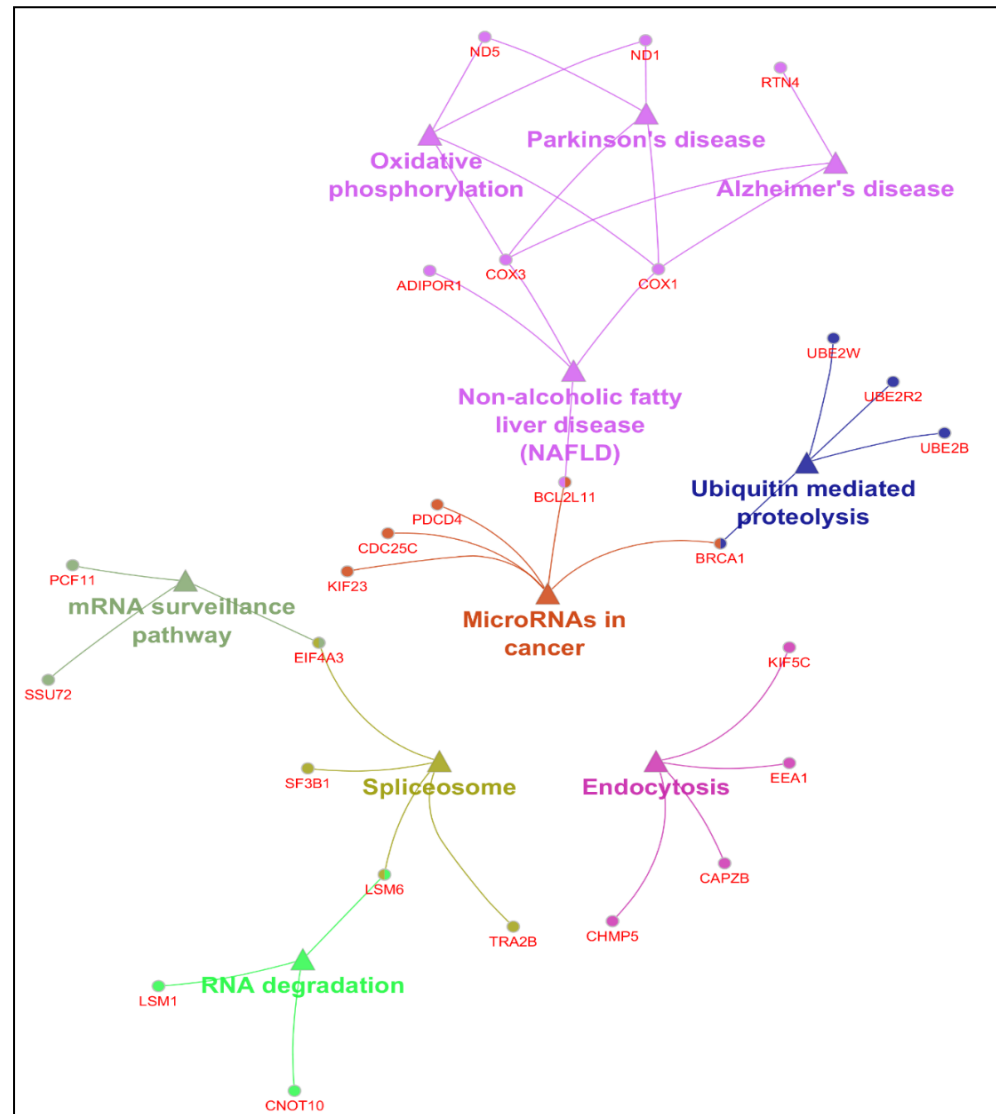 ND5
ND1
RTN4
Parkinson's disease
Oxidative
phosphorylation
Alzheimer's disease
COX3
COX1
ADIPOR1
UBE2W
UBE2R2
Non-alcoholic fatty
liver disease
(NAFLD)
UBE2B
Ubiquitin mediated
proteolysis
BCL2L11
PDCD4
CDC25C
BRCA1
KIF23
PCF11
mRNA surveillance
pathway
MicroRNAs in
cancer
EIF4A3
KIF5C
SSU72
SF3B1
Spliceosome
Endocytosis
EEA1
LSM6
CAPZB
TRA2B
CHMP5
RNA degradation
LSM1
CNOT10